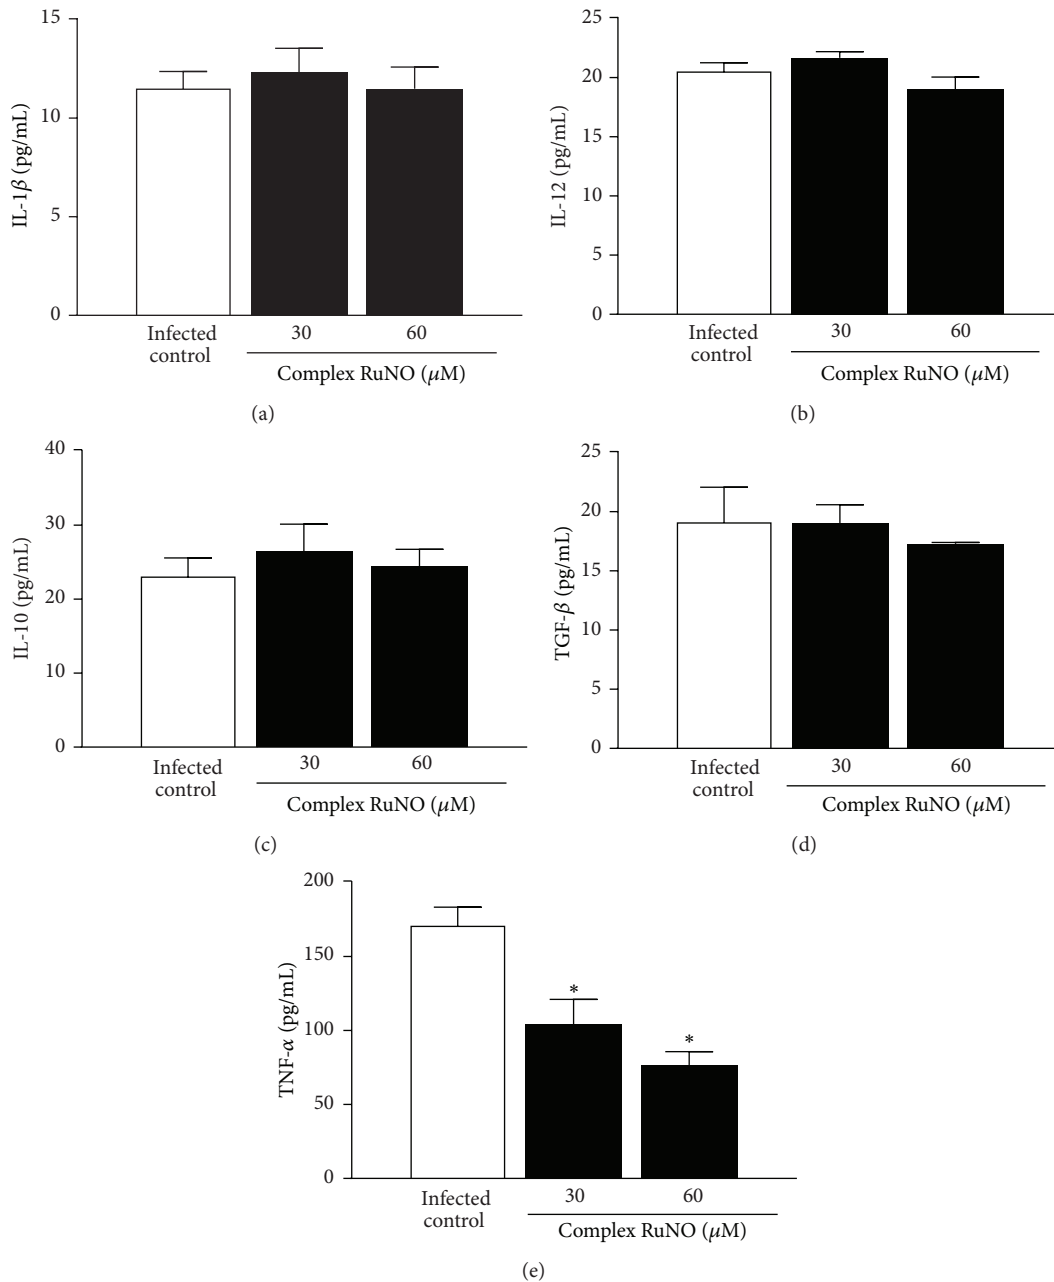 15
10
5
0
IL-1β (pg/mL)
Infected
control
30
60
Complex RuNO (μM)
(a)
25
20
15
10
5
0
IL-12 (pg/mL)
Infected
control
30
60
Complex RuNO (μM)
(b)
40
30
20
10
0
IL-10 (pg/mL)
Infected
control
30
60
Complex RuNO (μM)
(c)
25
20
15
10
5
0
TGF-β (pg/mL)
Infected
control
30
60
Complex RuNO (μM)
(d)
200
150
100
50
0
TNF-α (pg/mL)
*
*
Infected
control
30
60
Complex RuNO (μM)
(e)